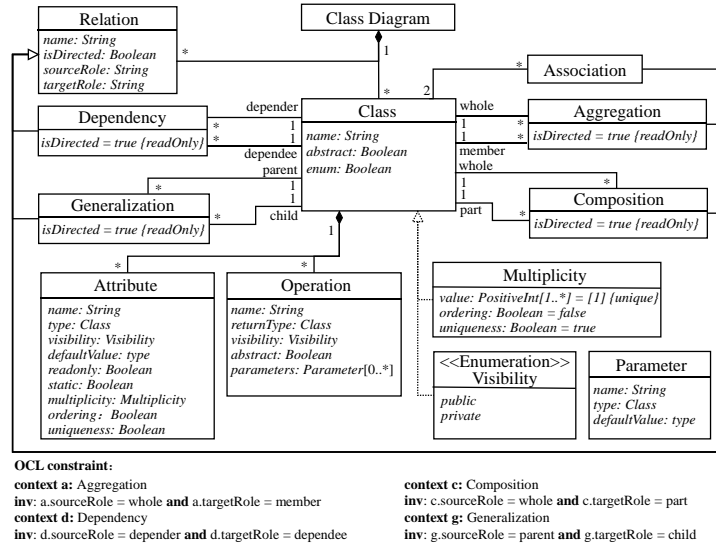 Relation
name: String
isDirected: Boolean
sourceRole: String
targetRole: String
Class Diagram
1
*
*
2
*
Association
Dependency
isDirected = true {readOnly}
depender
*
1
*
1
dependee
Class
name: String
abstract: Boolean
enum: Boolean
whole
1
*
1
*
member
Aggregation
isDirected = true {readOnly}
parent
*
1
Generalization
isDirected = true {readOnly}
*
1
child
whole
1
*
1
part
*
Composition
isDirected = true {readOnly}
1
*
*
Attribute
name: String
type: Class
visibility: Visibility
defaultValue: type
readonly: Boolean
static: Boolean
multiplicity: Multiplicity
ordering：Boolean
uniqueness: Boolean
Operation
name: String
returnType: Class
visibility: Visibility
abstract: Boolean
parameters: Parameter[0..*]
Multiplicity
value: PositiveInt[1..*] = [1] {unique}
ordering: Boolean = false
uniqueness: Boolean = true
<<Enumeration>>
Visibility
public
private
Parameter
name: String
type: Class
defaultValue: type
OCL constraint：
context a: Aggregation
inv: a.sourceRole = whole and a.targetRole = member
context d: Dependency
inv: d.sourceRole = depender and d.targetRole = dependee
context c: Composition
inv: c.sourceRole = whole and c.targetRole = part
context g: Generalization
inv: g.sourceRole = parent and g.targetRole = child